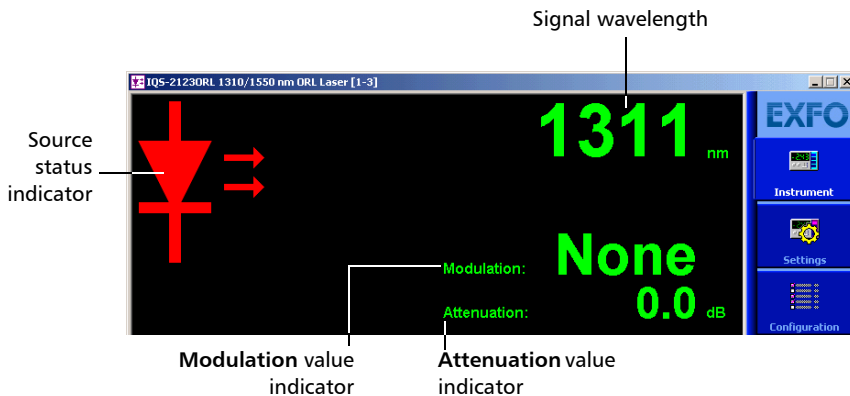 Signal wavelength
IQS-2123ORL 1310/1550 nm ORL Laser [1-3]
EXFO
1311 nm
Source
status
indicator
Instrument
Modulation: None
Settings
Attenuation: 0.0 dB
Configuration
Modulation value
indicator
Attenuation value
indicator